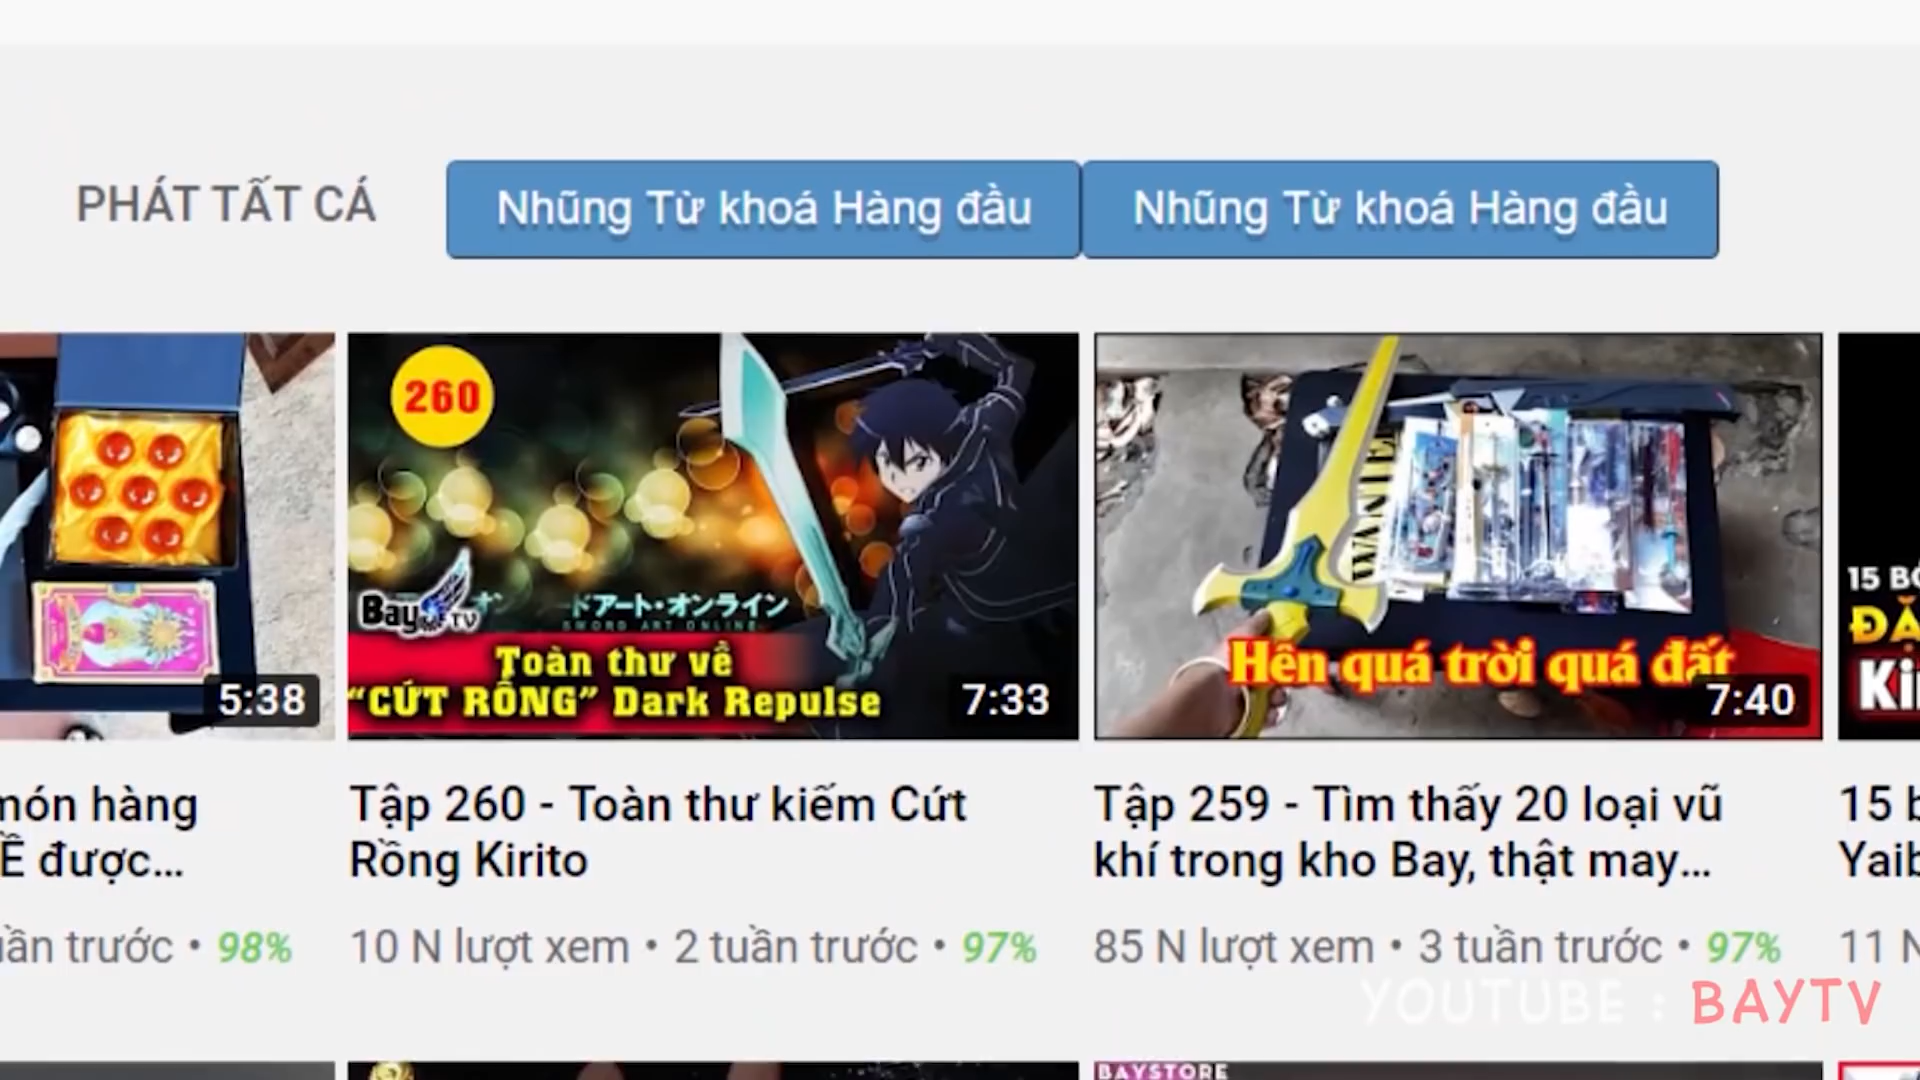 PHÁT TẤT CẢ
Những Từ khoá Hàng đầu
Những Từ khoá Hàng đầu
5:38
món hàng
Ề được...
tuần trước • 98%
260
Bay TV
ドアート・オンライン
SWORD ART ONLINE
Toàn thư về
“CỨT RỒNG” Dark Repulse
7:33
Tập 260 - Toàn thư kiếm Cứt
Rồng Kirito
10 N lượt xem • 2 tuần trước • 97%
WANTED
Hên quá trời quá đất
7:40
Tập 259 - Tìm thấy 20 loại vũ
khí trong kho Bay, thật may...
85 N lượt xem • 3 tuần trước • 97%
15
Ki
15 b
Yaib
11 N
YOUTUBE : BAYTV
BAYSTORE